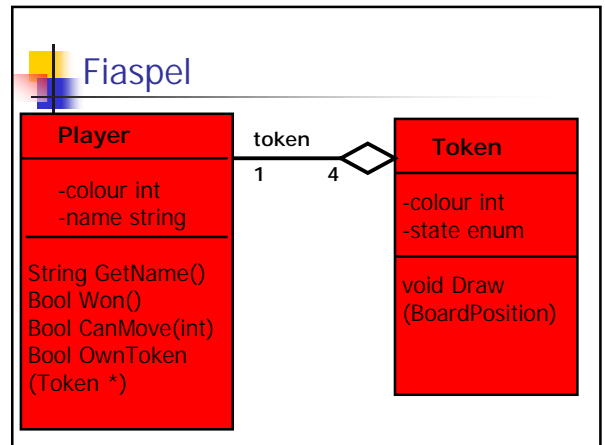 Fiaspel
Player
-colour int
-name string
String GetName()
Bool Won()
Bool CanMove(int)
Bool OwnToken
(Token *)
token
1 4
Token
-colour int
-state enum
void Draw
(BoardPosition)